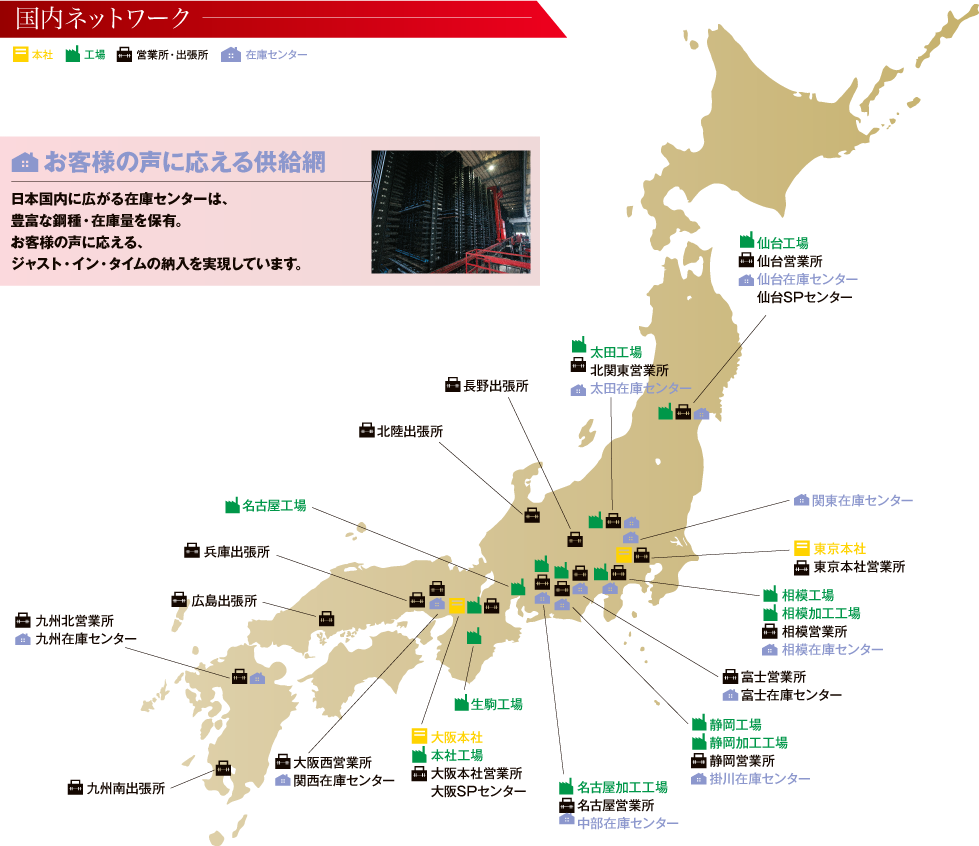 国内ネットワーク
本社 工場 営業所・出張所 在庫センター
お客様の声に応える供給網
日本国内に広がる在庫センターは、
豊富な鋼種・在庫量を保有。
お客様の声に応える、
ジャスト・イン・タイムの納入を実現しています。
仙台工場
仙台営業所
仙台在庫センター
仙台SPセンター
太田工場
北関東営業所
太田在庫センター
長野出張所
北陸出張所
名古屋工場
関東在庫センター
東京本社
東京本社営業所
兵庫出張所
広島出張所
九州北営業所
九州在庫センター
相模工場
相模加工工場
相模営業所
相模在庫センター
富士営業所
富士在庫センター
生駒工場
静岡工場
静岡加工工場
静岡営業所
掛川在庫センター
大阪本社
本社工場
大阪本社営業所
大阪SPセンター
大阪西営業所
関西在庫センター
九州南出張所
名古屋加工工場
名古屋営業所
中部在庫センター